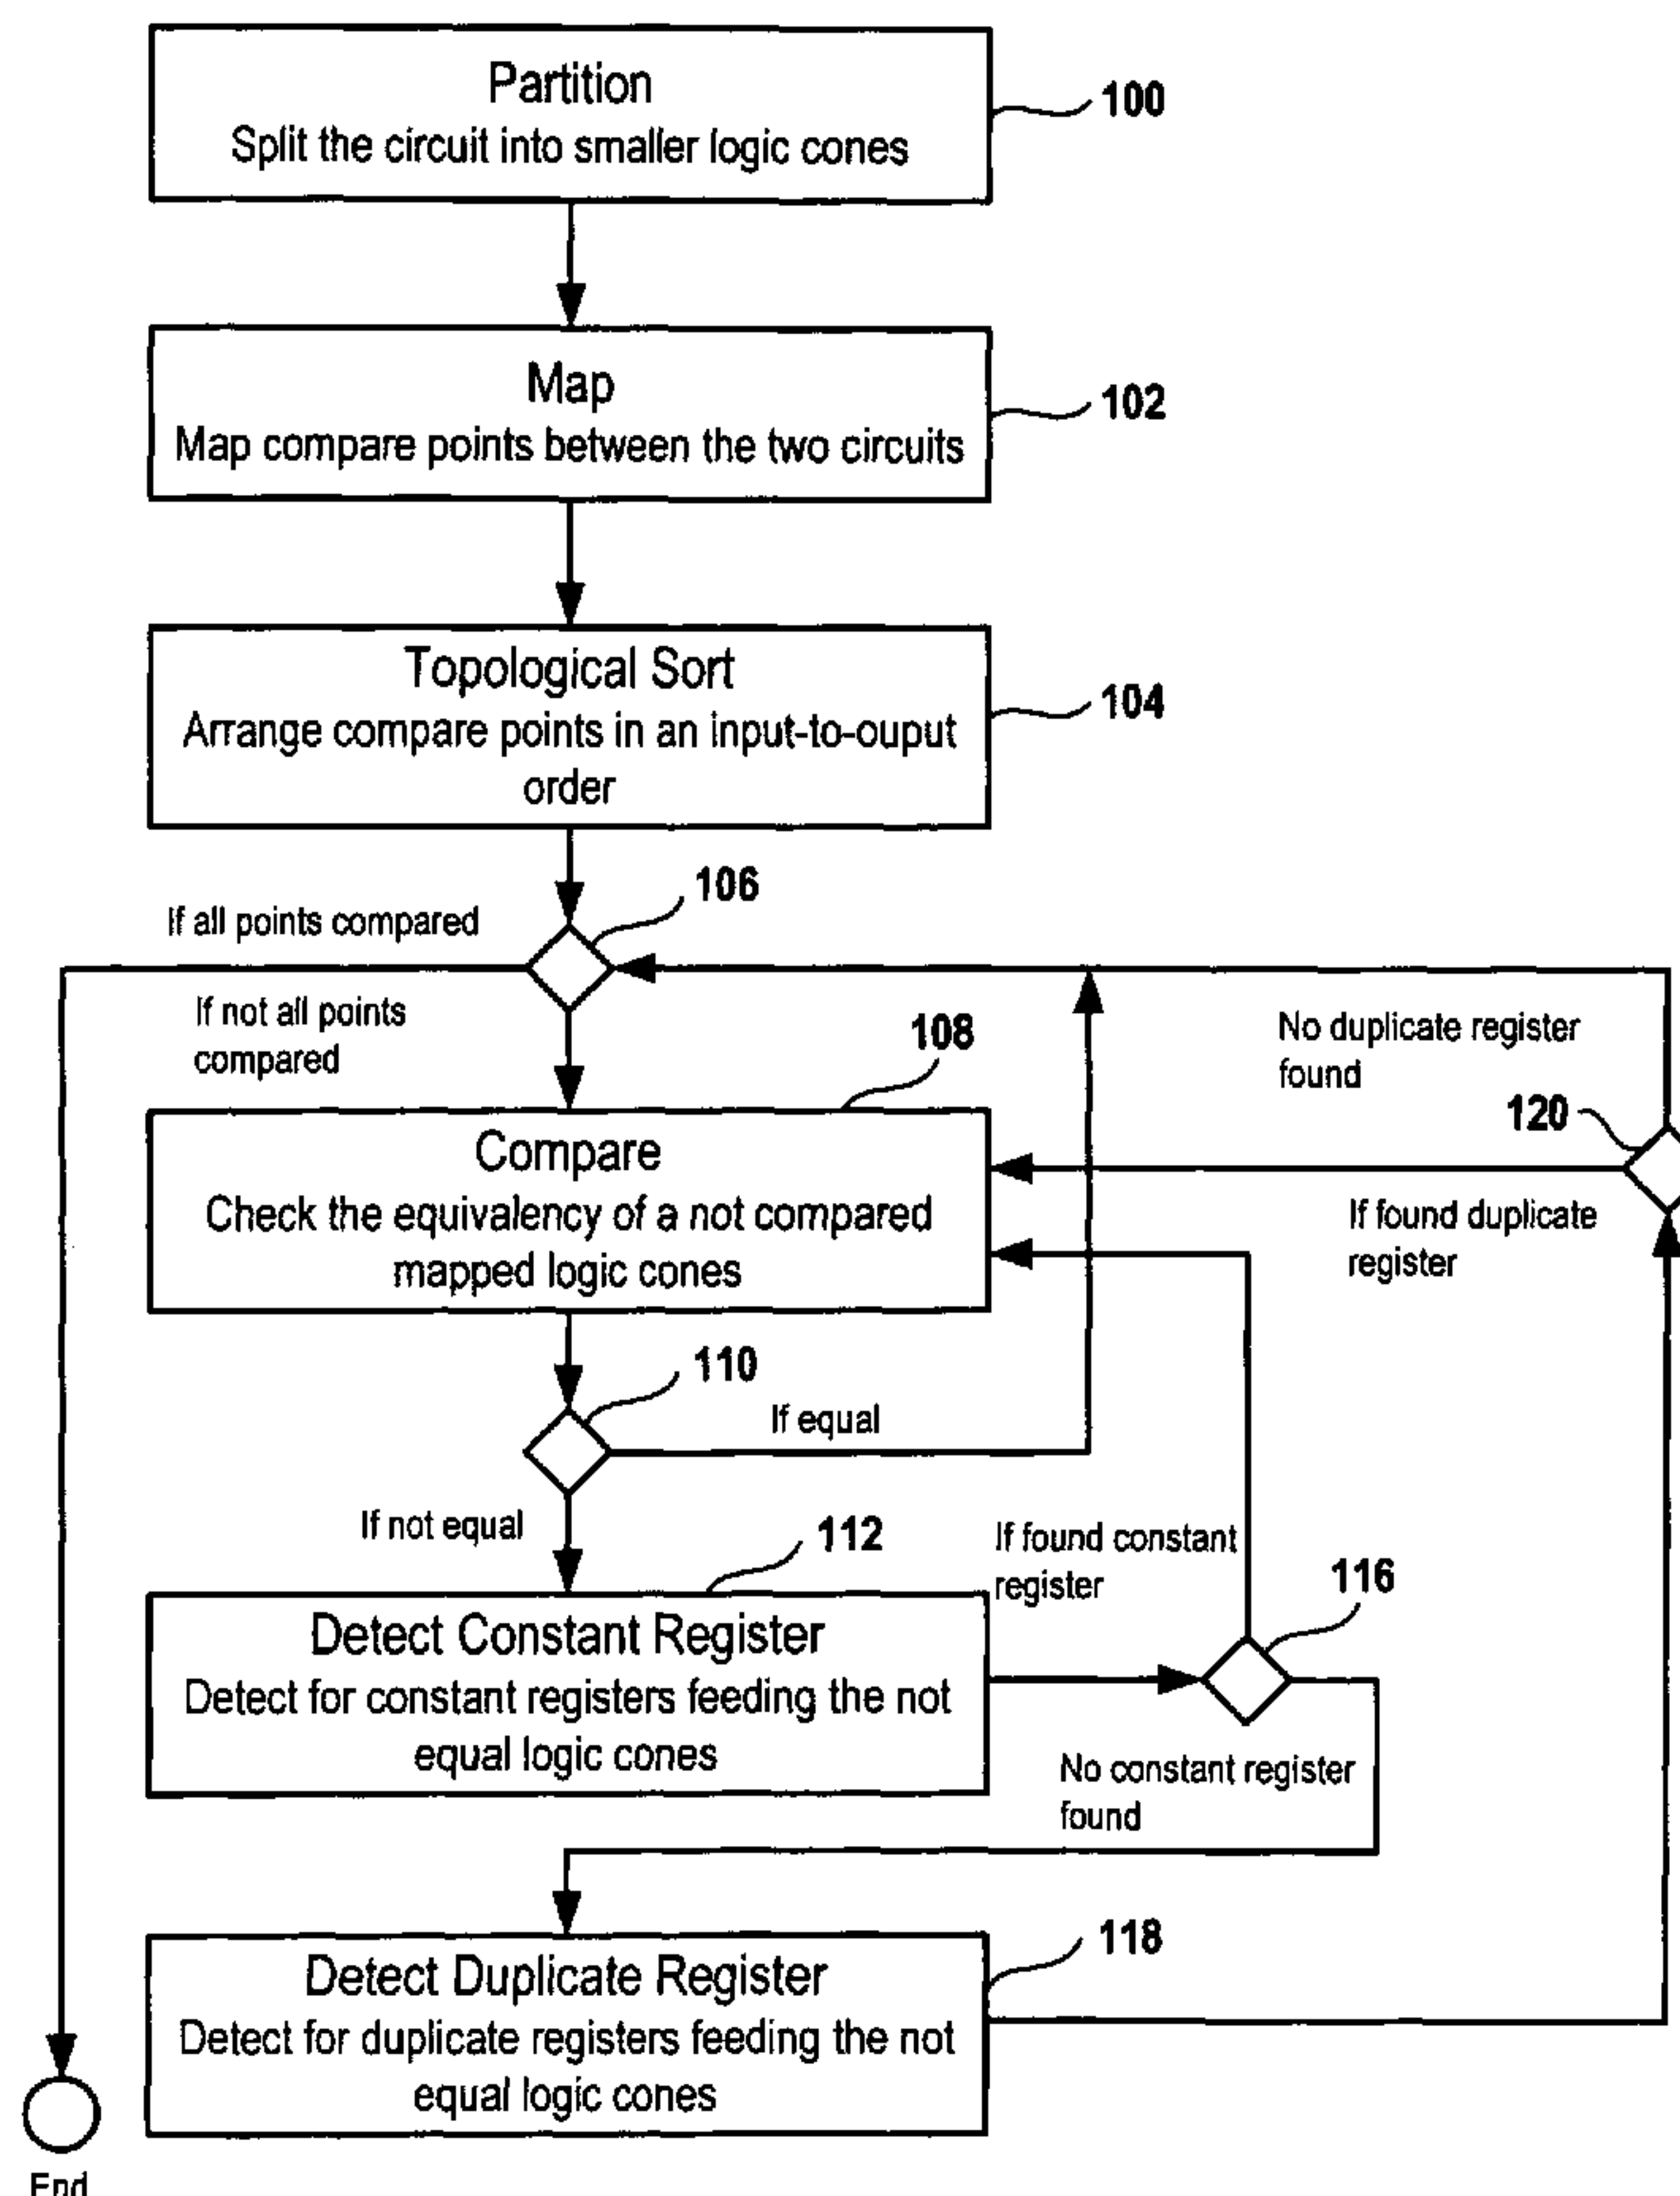 Partition
Split the circuit into smaller logic cones
100
Map
Map compare points between the two circuits
102
Topological Sort
Arrange compare points in an input-to-ouput
order
104
106
If all points compared
If not all points
compared
108
No duplicate register
found
120
Compare
Check the equivalency of a not compared
mapped logic cones
If found duplicate
register
110
If equal
If not equal
112
If found constant
register
116
Detect Constant Register
Detect for constant registers feeding the not
equal logic cones
No constant register
found
118
Detect Duplicate Register
Detect for duplicate registers feeding the not
equal logic cones
End